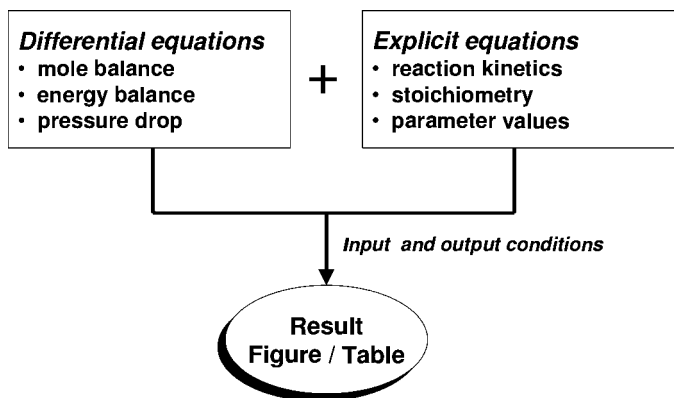 Differential equations
• mole balance
• energy balance
• pressure drop
+
Explicit equations
• reaction kinetics
• stoichiometry
• parameter values
Input and output conditions
Result
Figure / Table